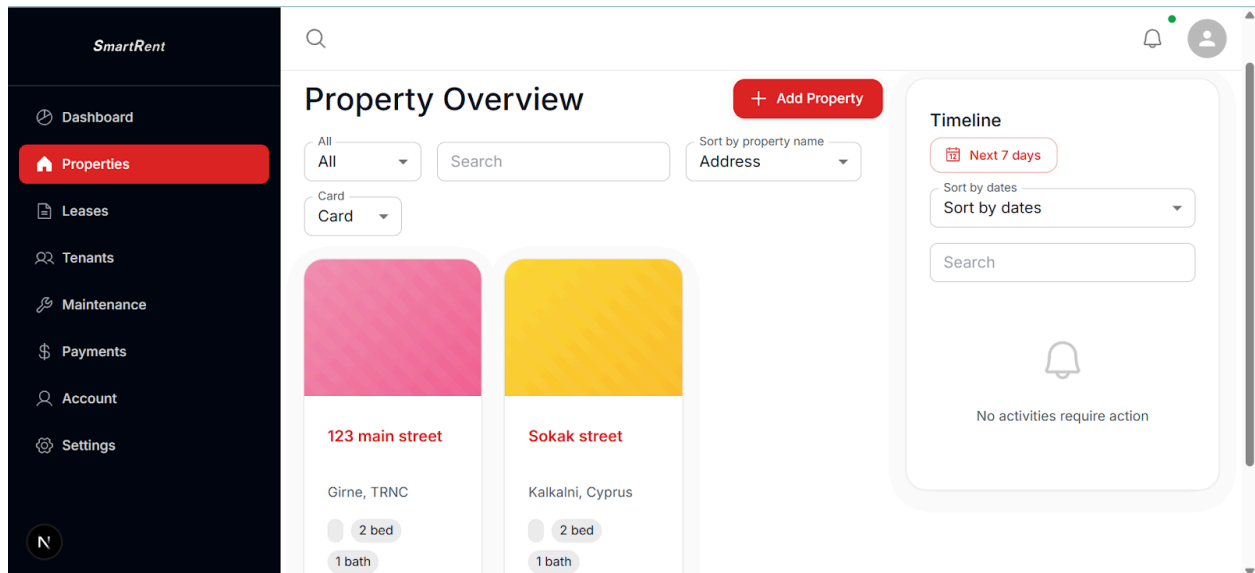 SmartRent
Dashboard
Properties
Leases
Tenants
Maintenance
Payments
Account
Settings
N
Property Overview
+ Add Property
All
All
Search
Sort by property name
Address
Card
Card
123 main street
Girne, TRNC
2 bed
1 bath
Sokak street
Kalkalni, Cyprus
2 bed
1 bath
Timeline
12 Next 7 days
Sort by dates
Sort by dates
Search
No activities require action